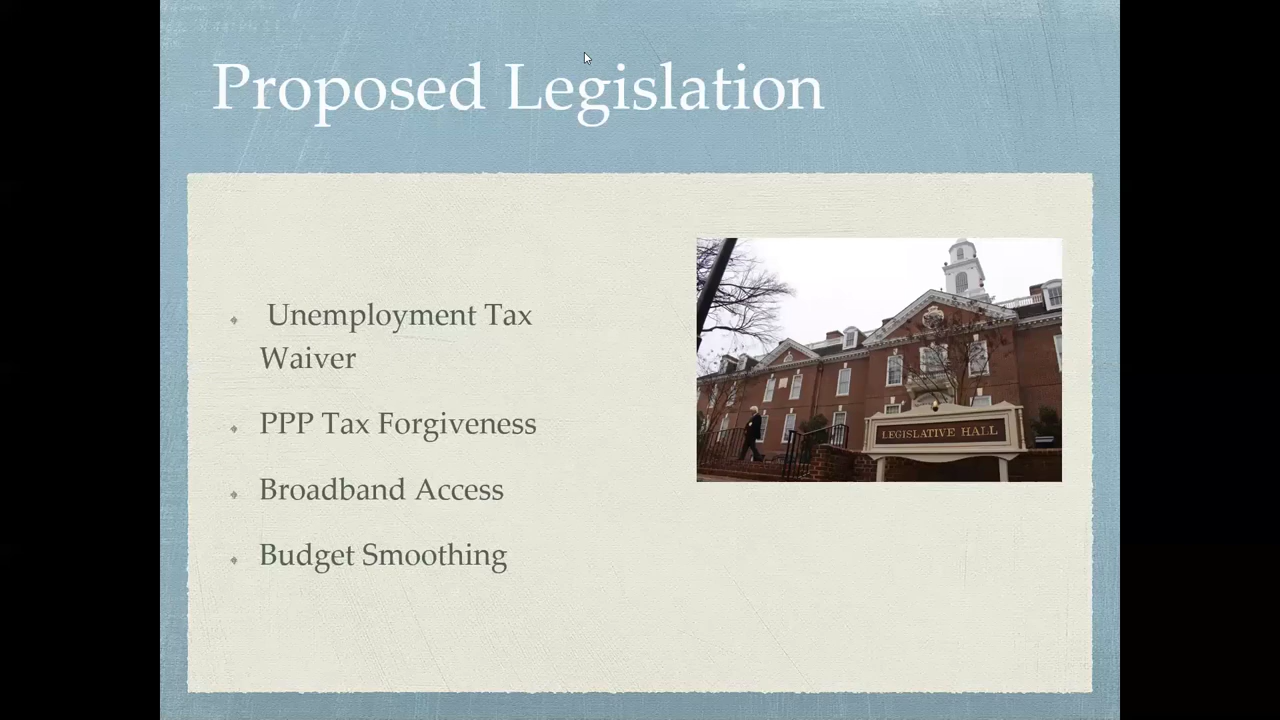 Proposed Legislation
Unemployment Tax
Waiver
PPP Tax Forgiveness
Broadband Access
Budget Smoothing
LEGISLATIVE HALL